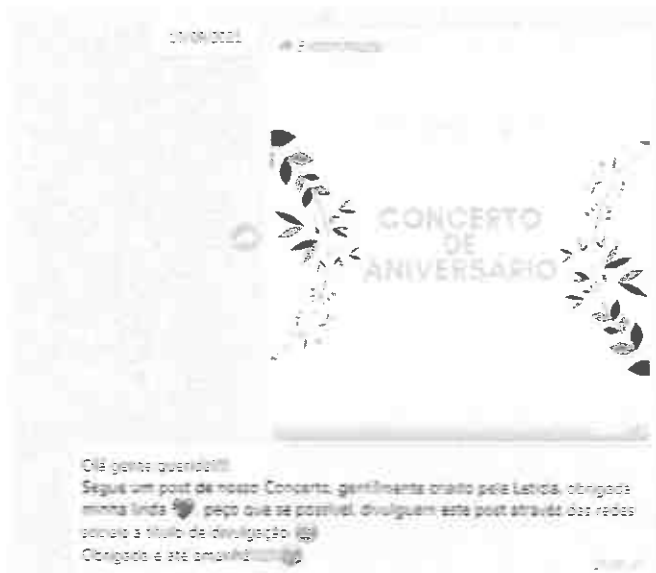 CONCERTO
DE
ANIVERSÁRIO
Olá gente querida!!!
Segue um post de nosso Concerto, gentilmente criado pela Leticia, obrigada
minha linda peço que se possível, divulguem este post através das redes
sociais a título de divulgação
Obrigada e até amanhã